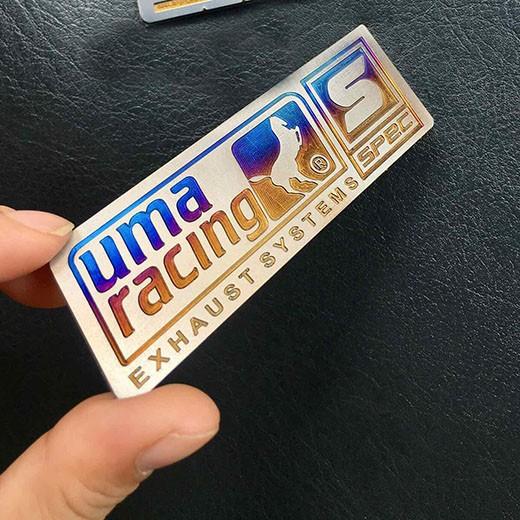 uma
racing
®
EXHAUST SYSTEMS
S
SPEC